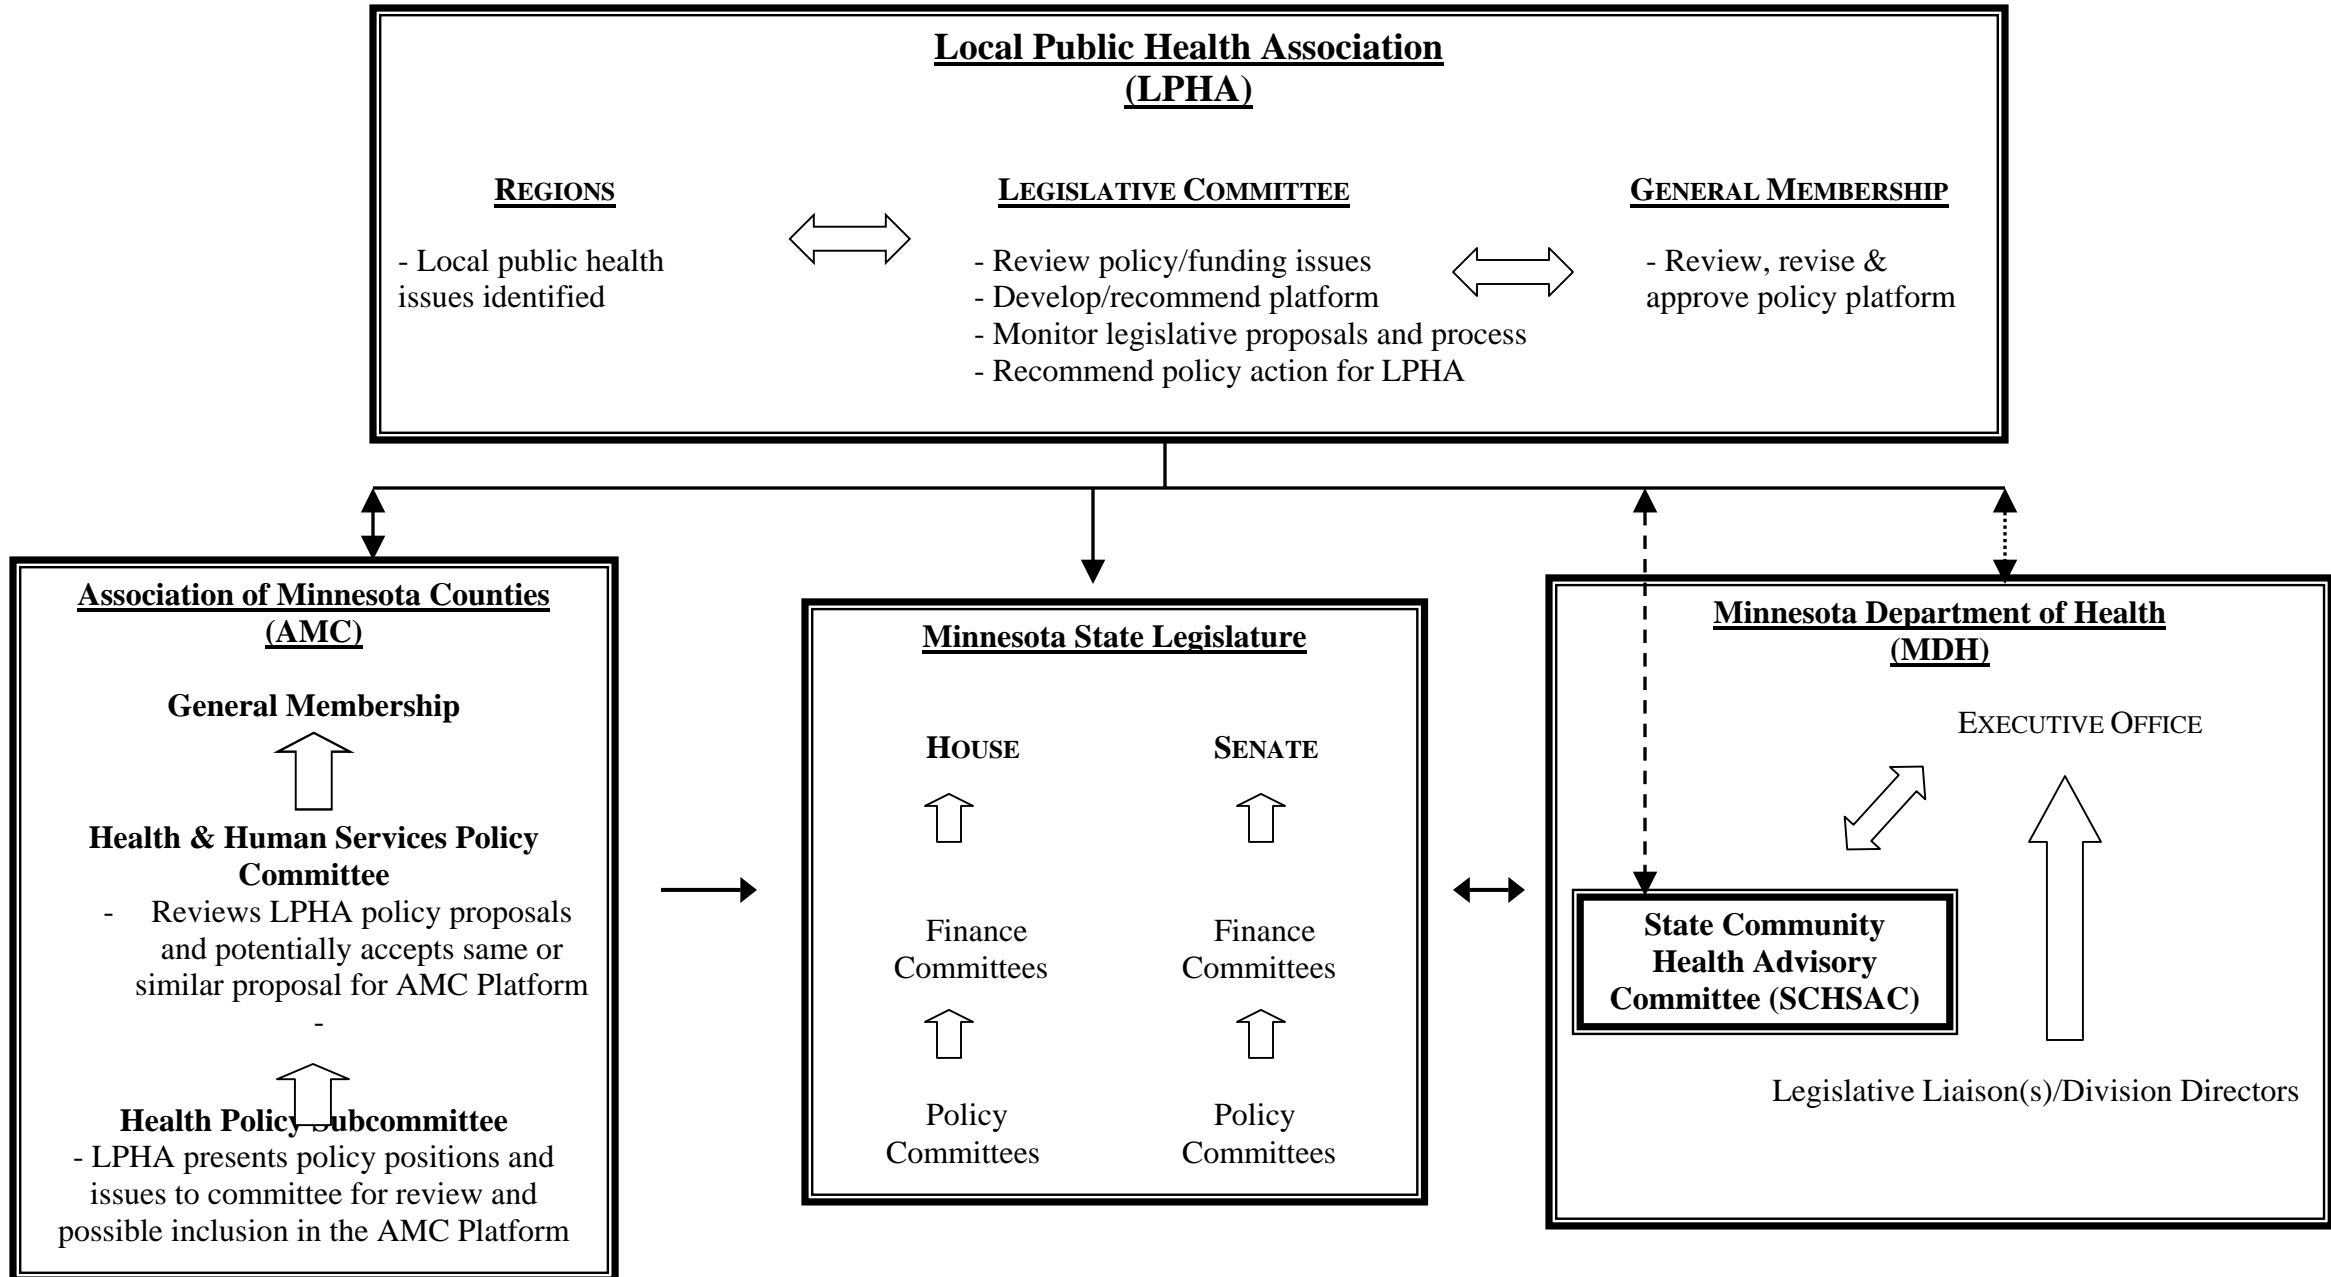 Local Public Health Association
(LPHA)
REGIONS
- Local public health
issues identified
LEGISLATIVE COMMITTEE
- Review policy/funding issues
- Develop/recommend platform
- Monitor legislative proposals and process
- Recommend policy action for LPHA
GENERAL MEMBERSHIP
- Review, revise &
approve policy platform
Association of Minnesota Counties
(AMC)
General Membership
Health & Human Services Policy
Committee
- Reviews LPHA policy proposals
and potentially accepts same or
similar proposal for AMC Platform
-
Health Policy Subcommittee
- LPHA presents policy positions and
issues to committee for review and
possible inclusion in the AMC Platform
Minnesota State Legislature
HOUSE
Finance
Committees
Policy
Committees
SENATE
Finance
Committees
Policy
Committees
Minnesota Department of Health
(MDH)
EXECUTIVE OFFICE
State Community
Health Advisory
Committee (SCHSAC)
Legislative Liaison(s)/Division Directors